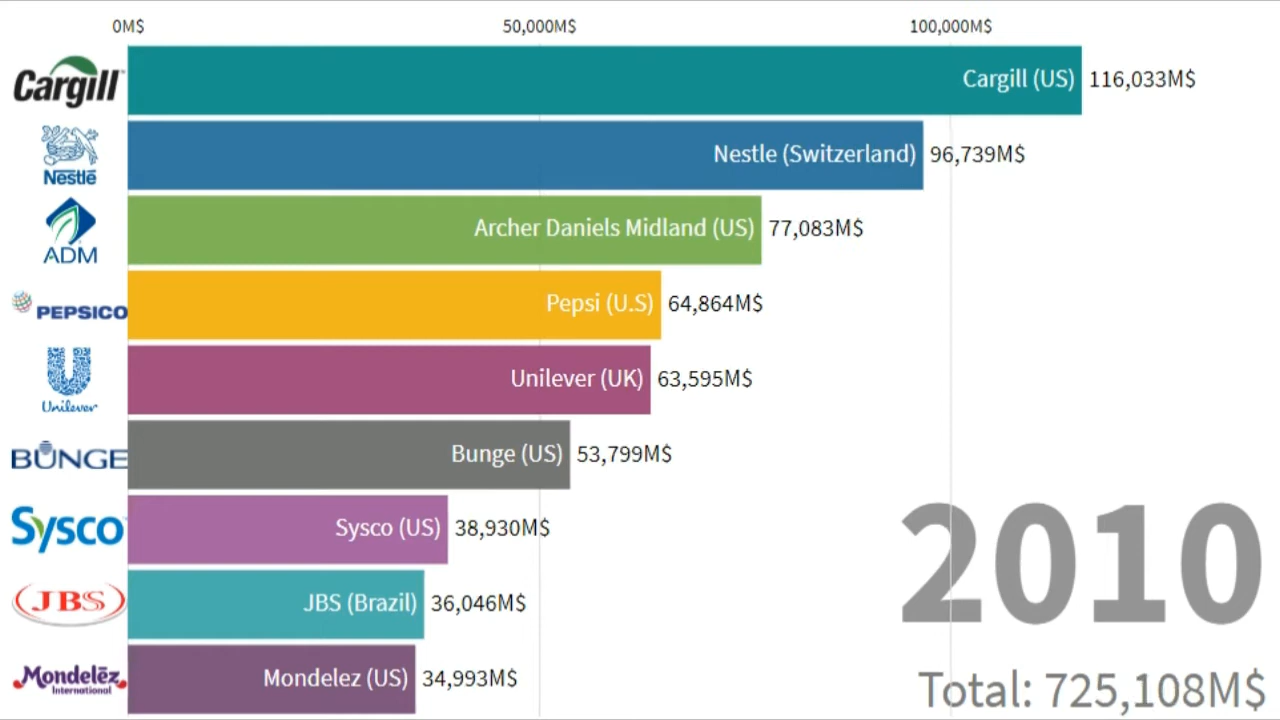 0M$ 50,000M$ 100,000M$
Cargill Cargill (US) 116,033M$
Nestlé Nestle (Switzerland) 96,739M$
ADM Archer Daniels Midland (US) 77,083M$
PEPSICO Pepsi (U.S) 64,864M$
Unilever Unilever (UK) 63,595M$
BUNGE Bunge (US) 53,799M$
Sysco Sysco (US) 38,930M$
JBS JBS (Brazil) 36,046M$
Mondelēz International Mondelez (US) 34,993M$
2010
Total: 725,108M$